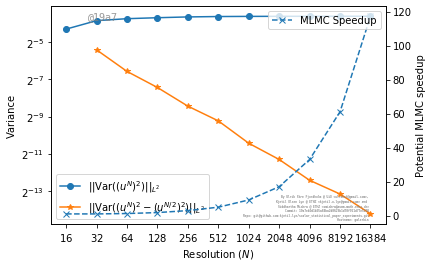 @19a7
MLMC Speedup
120
100
80
60
40
20
0
Potential MLMC speedup
2^{-5}
2^{-7}
2^{-9}
2^{-11}
2^{-13}
Variance
||Var((u^N)^2)||_{L^2}
||Var((u^N)^2 − (u^{N/2})^2)||_{L^2}
16 32 64 128 256 512 1024 2048 4096 8192 16384
Resolution (N)